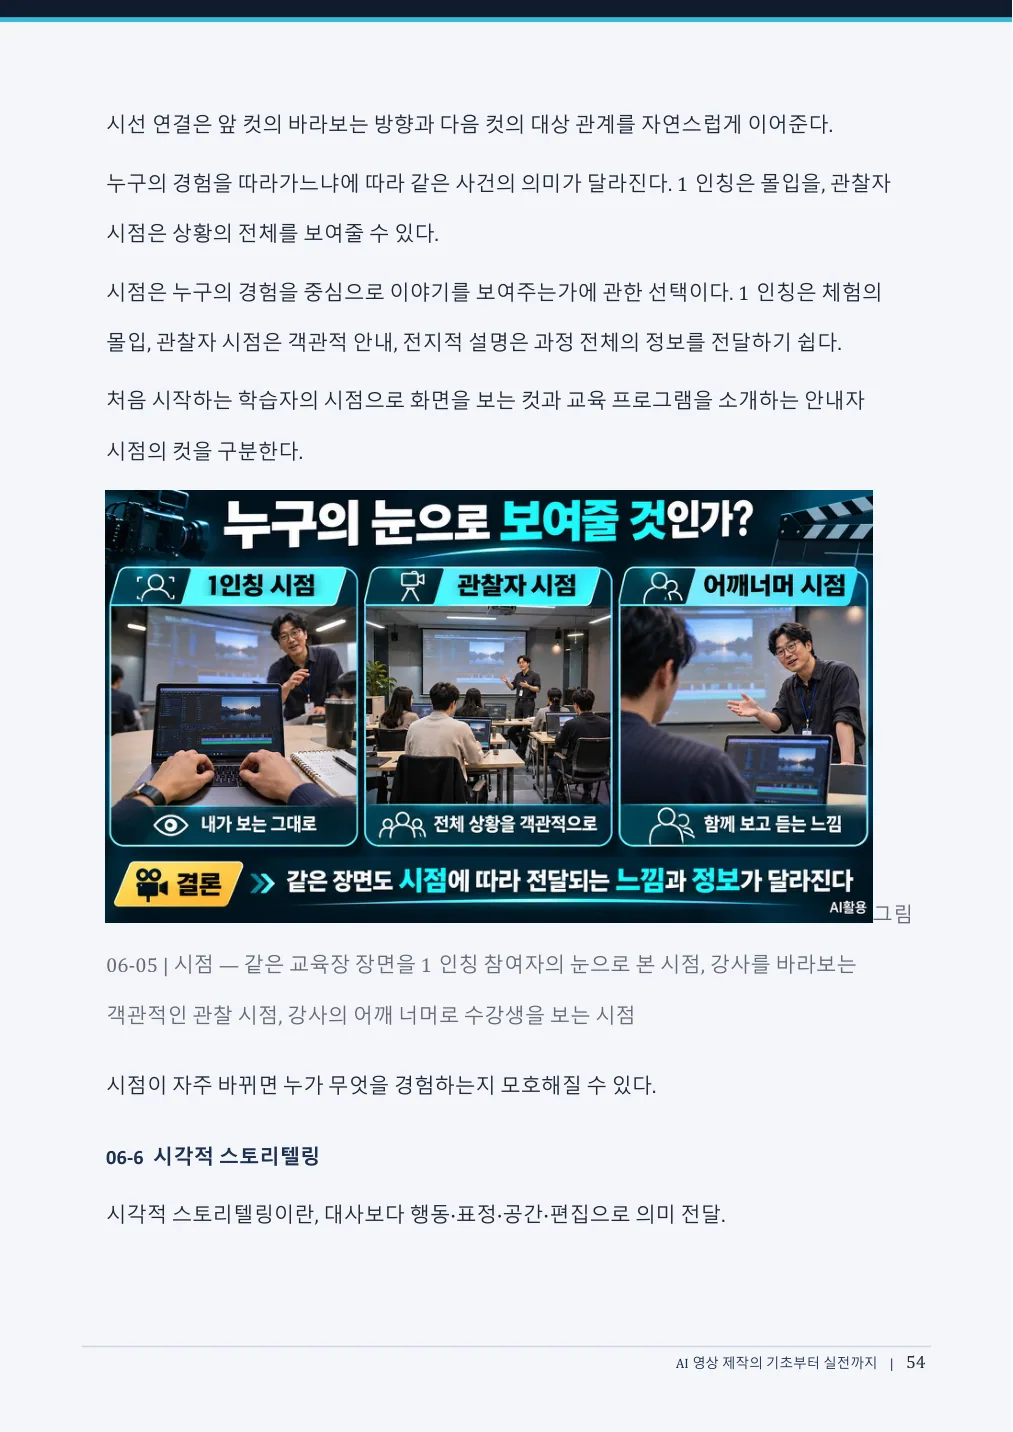 시선 연결은 앞 컷의 바라보는 방향과 다음 컷의 대상 관계를 자연스럽게 이어준다.
누구의 경험을 따라가느냐에 따라 같은 사건의 의미가 달라진다. 1 인칭은 몰입을, 관찰자
시점은 상황의 전체를 보여줄 수 있다.
시점은 누구의 경험을 중심으로 이야기를 보여주는가에 관한 선택이다. 1 인칭은 체험의
몰입, 관찰자 시점은 객관적 안내, 전지적 설명은 과정 전체의 정보를 전달하기 쉽다.
처음 시작하는 학습자의 시점으로 화면을 보는 컷과 교육 프로그램을 소개하는 안내자
시점의 컷을 구분한다.
누구의 눈으로 보여줄 것인가?
1인칭 시점
관찰자 시점
어깨너머 시점
내가 보는 그대로
전체 상황을 객관적으로
함께 보고 듣는 느낌
결론 같은 장면도 시점에 따라 전달되는 느낌과 정보가 달라진다
AI활용
그림
06-05 | 시점 — 같은 교육장 장면을 1 인칭 참여자의 눈으로 본 시점, 강사를 바라보는
객관적인 관찰 시점, 강사의 어깨 너머로 수강생을 보는 시점
시점이 자주 바뀌면 누가 무엇을 경험하는지 모호해질 수 있다.
06-6 시각적 스토리텔링
시각적 스토리텔링이란, 대사보다 행동·표정·공간·편집으로 의미 전달.
AI 영상 제작의 기초부터 실전까지 | 54